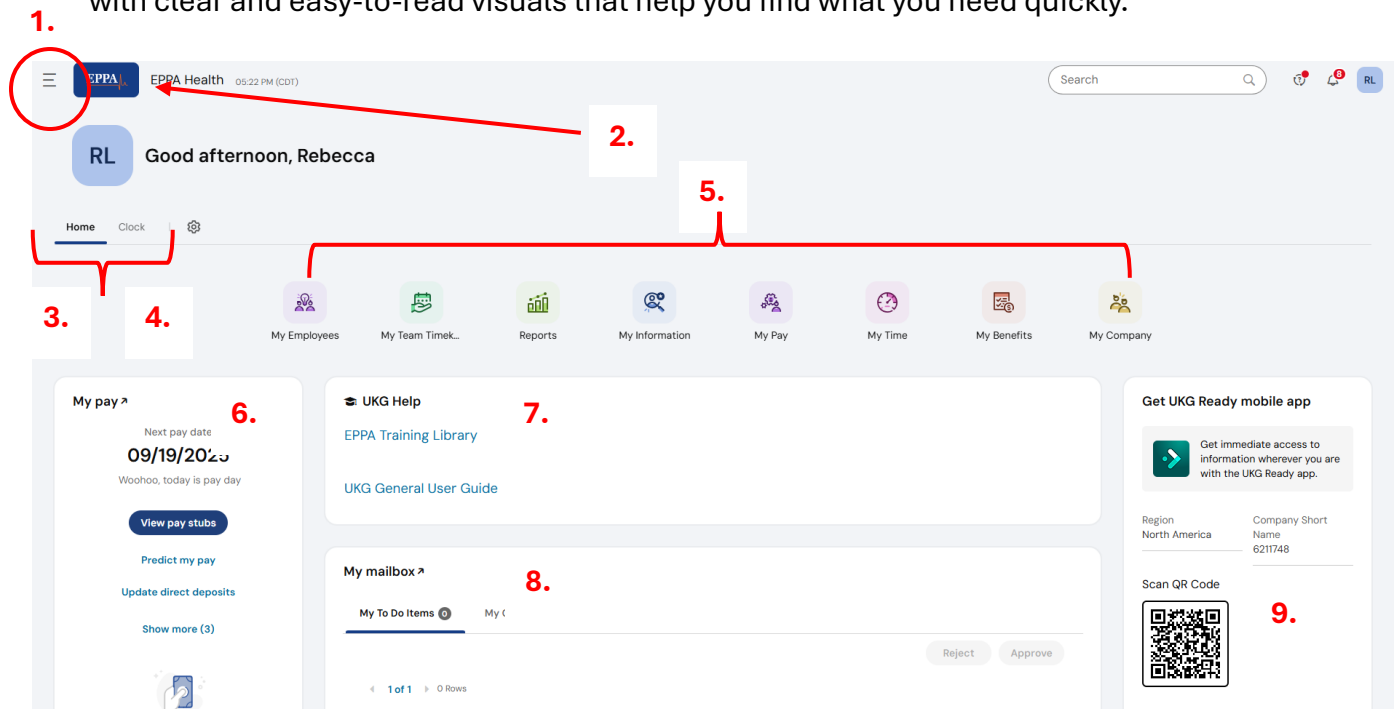 with clear and easy-to-read visuals that help you find what you need quickly.
1.
EPPA
EPPA Health 05:22 PM (CDT)
Search
8
RL
2.
RL
Good afternoon, Rebecca
5.
Home Clock
3.
4.
My Employees My Team Timek... Reports My Information My Pay My Time My Benefits My Company
My pay
6.
Next pay date
09/19/2025
Woohoo, today is pay day
View pay stubs
Predict my pay
Update direct deposits
Show more (3)
UKG Help
7.
EPPA Training Library
UKG General User Guide
My mailbox
8.
My To Do Items 0 My
Reject Approve
1 of 1 0 Rows
Get UKG Ready mobile app
Get immediate access to
information wherever you are
with the UKG Ready app.
Region
North America
Company Short
Name
6211748
Scan QR Code
9.